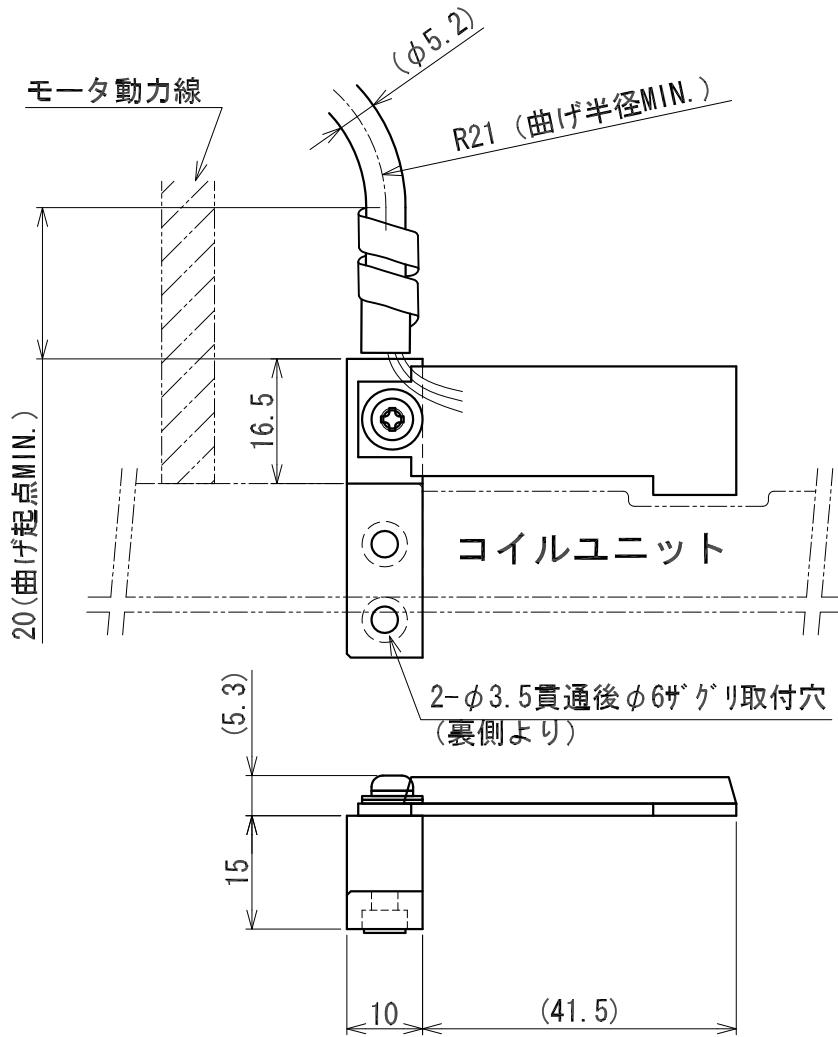 (φ5.2)
モータ動力線
R21 (曲げ半径MIN.)
16.5
20(曲げ起点MIN.)
コイルユニット
2-φ3.5貫通後φ6ザグリ取付穴
(裏側より)
(5.3)
15
10
(41.5)